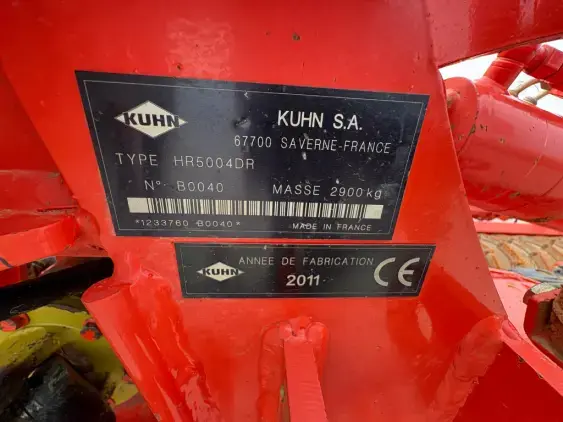 KUHN
KUHN S.A.
67700 SAVERNE-FRANCE
TYPE HR5004DR
N°: B0040 MASSE 2900kg
*1233760 B0040* MADE IN FRANCE
KUHN
ANNEE DE FABRICATION
2011
CE